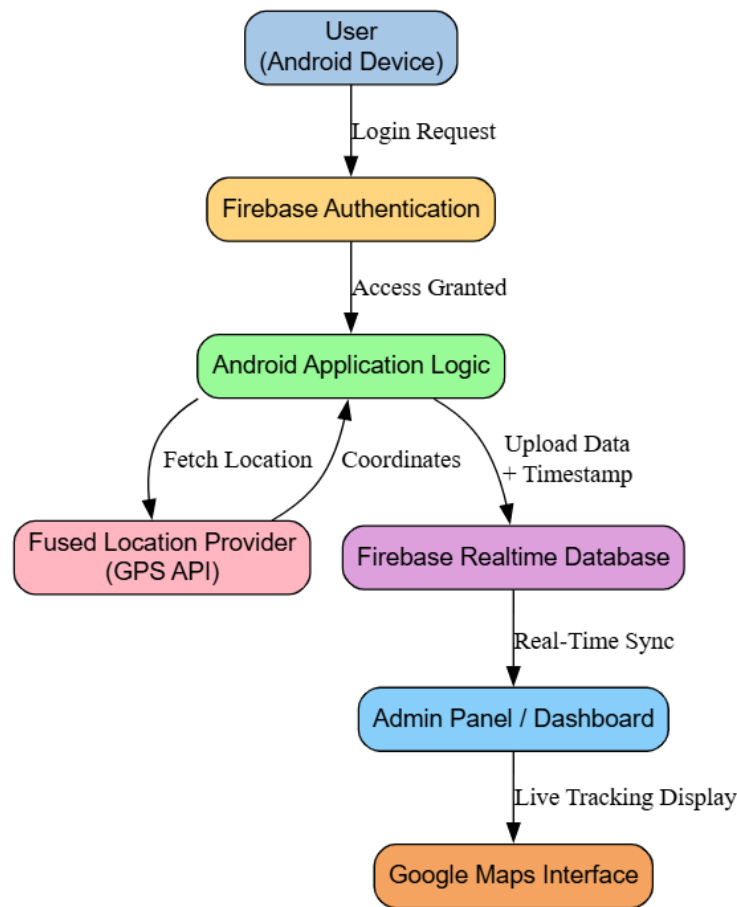 User
(Android Device)
Login Request
Firebase Authentication
Access Granted
Android Application Logic
Fetch Location
Coordinates
Upload Data
+ Timestamp
Fused Location Provider
(GPS API)
Firebase Realtime Database
Real-Time Sync
Admin Panel / Dashboard
Live Tracking Display
Google Maps Interface